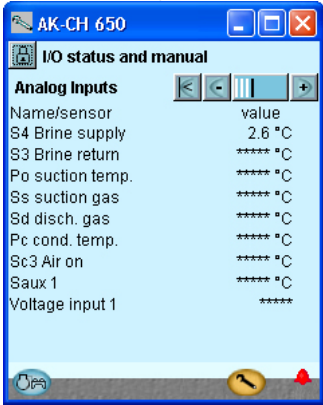 AK-CH 650
I/O status and manual
Analog Inputs
Name/sensor value
S4 Brine supply 2.6 °C
S3 Brine return ***** °C
Po suction temp. ***** °C
Ss suction gas ***** °C
Sd disch. gas ***** °C
Pc cond. temp. ***** °C
Sc3 Air on ***** °C
Saux 1 ***** °C
Voltage input 1 *****